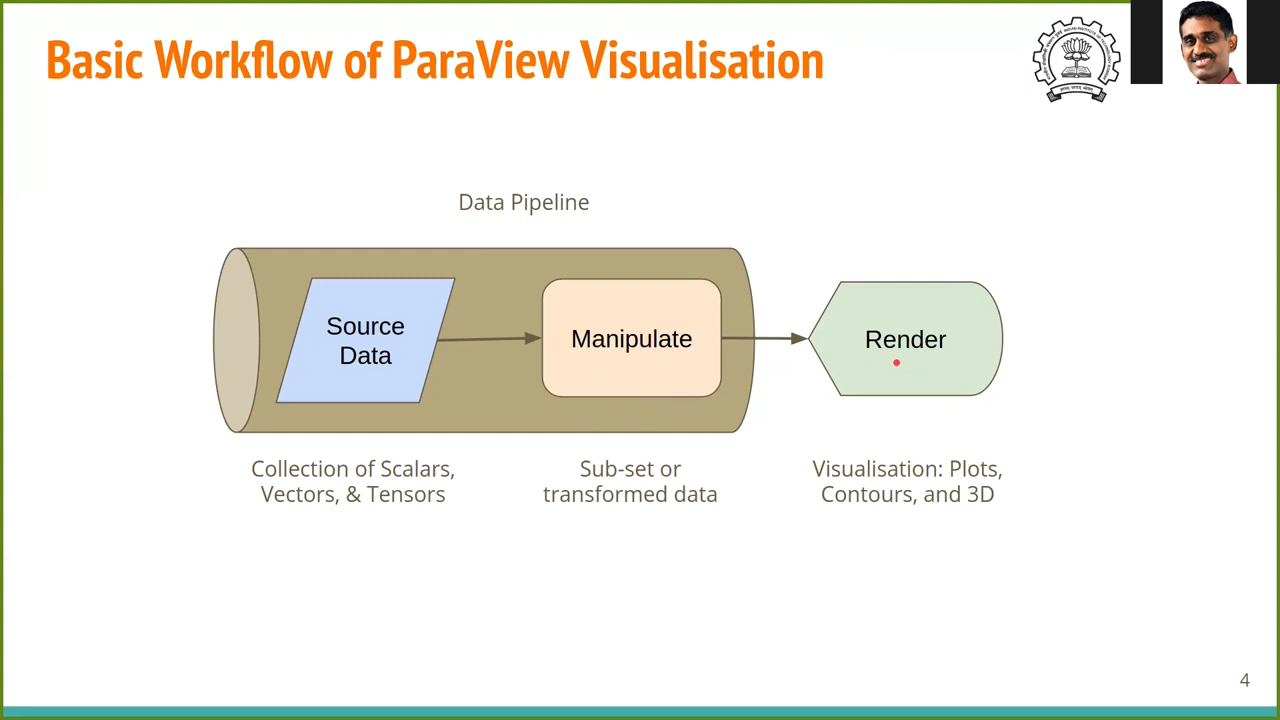 Basic Workflow of ParaView Visualisation
Data Pipeline
Source
Data
Manipulate
Render
Collection of Scalars,
Vectors, & Tensors
Sub-set or
transformed data
Visualisation: Plots,
Contours, and 3D
4